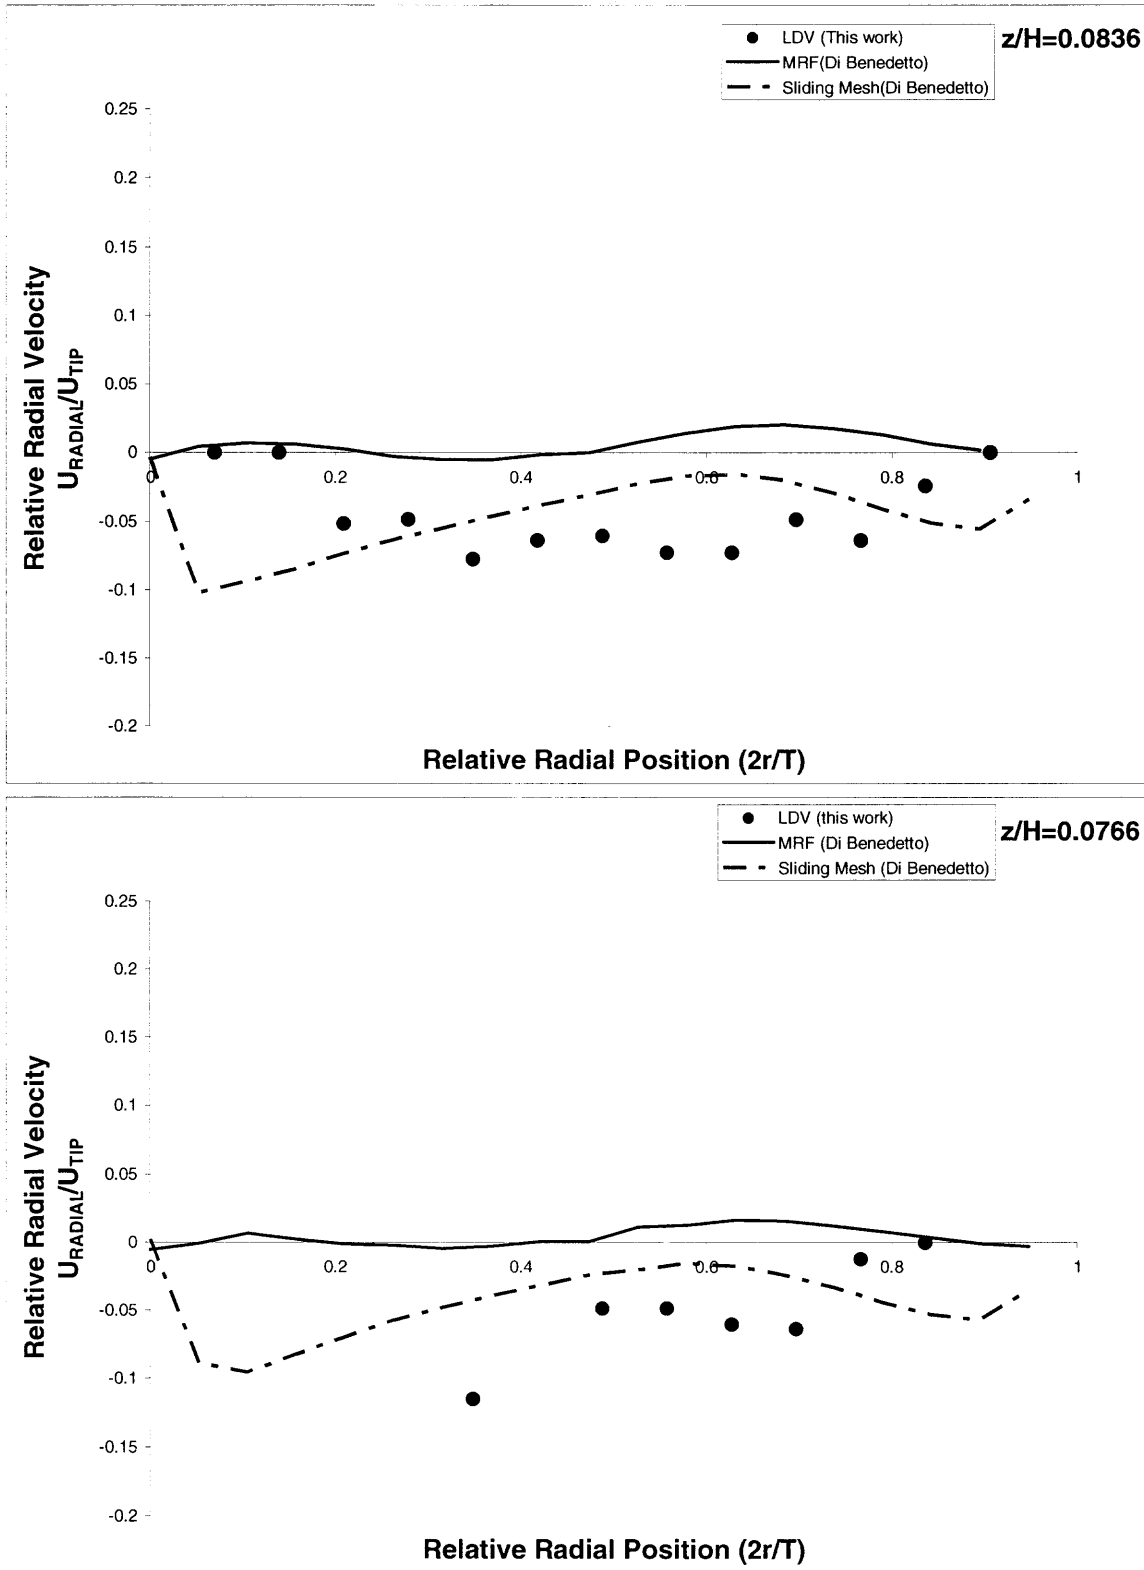 LDV (This work)
MRF(Di Benedetto)
Sliding Mesh(Di Benedetto)
z/H=0.0836
0.25
0.2
0.15
0.1
0.05
0
-0.05
-0.1
-0.15
-0.2
0 0.2 0.4 0.6 0.8 1
Relative Radial Velocity
U_RADIAL/U_TIP
Relative Radial Position (2r/T)
LDV (this work)
MRF (Di Benedetto)
Sliding Mesh (Di Benedetto)
z/H=0.0766
0.25
0.2
0.15
0.1
0.05
0
-0.05
-0.1
-0.15
-0.2
0 0.2 0.4 0.6 0.8 1
Relative Radial Velocity
U_RADIAL/U_TIP
Relative Radial Position (2r/T)